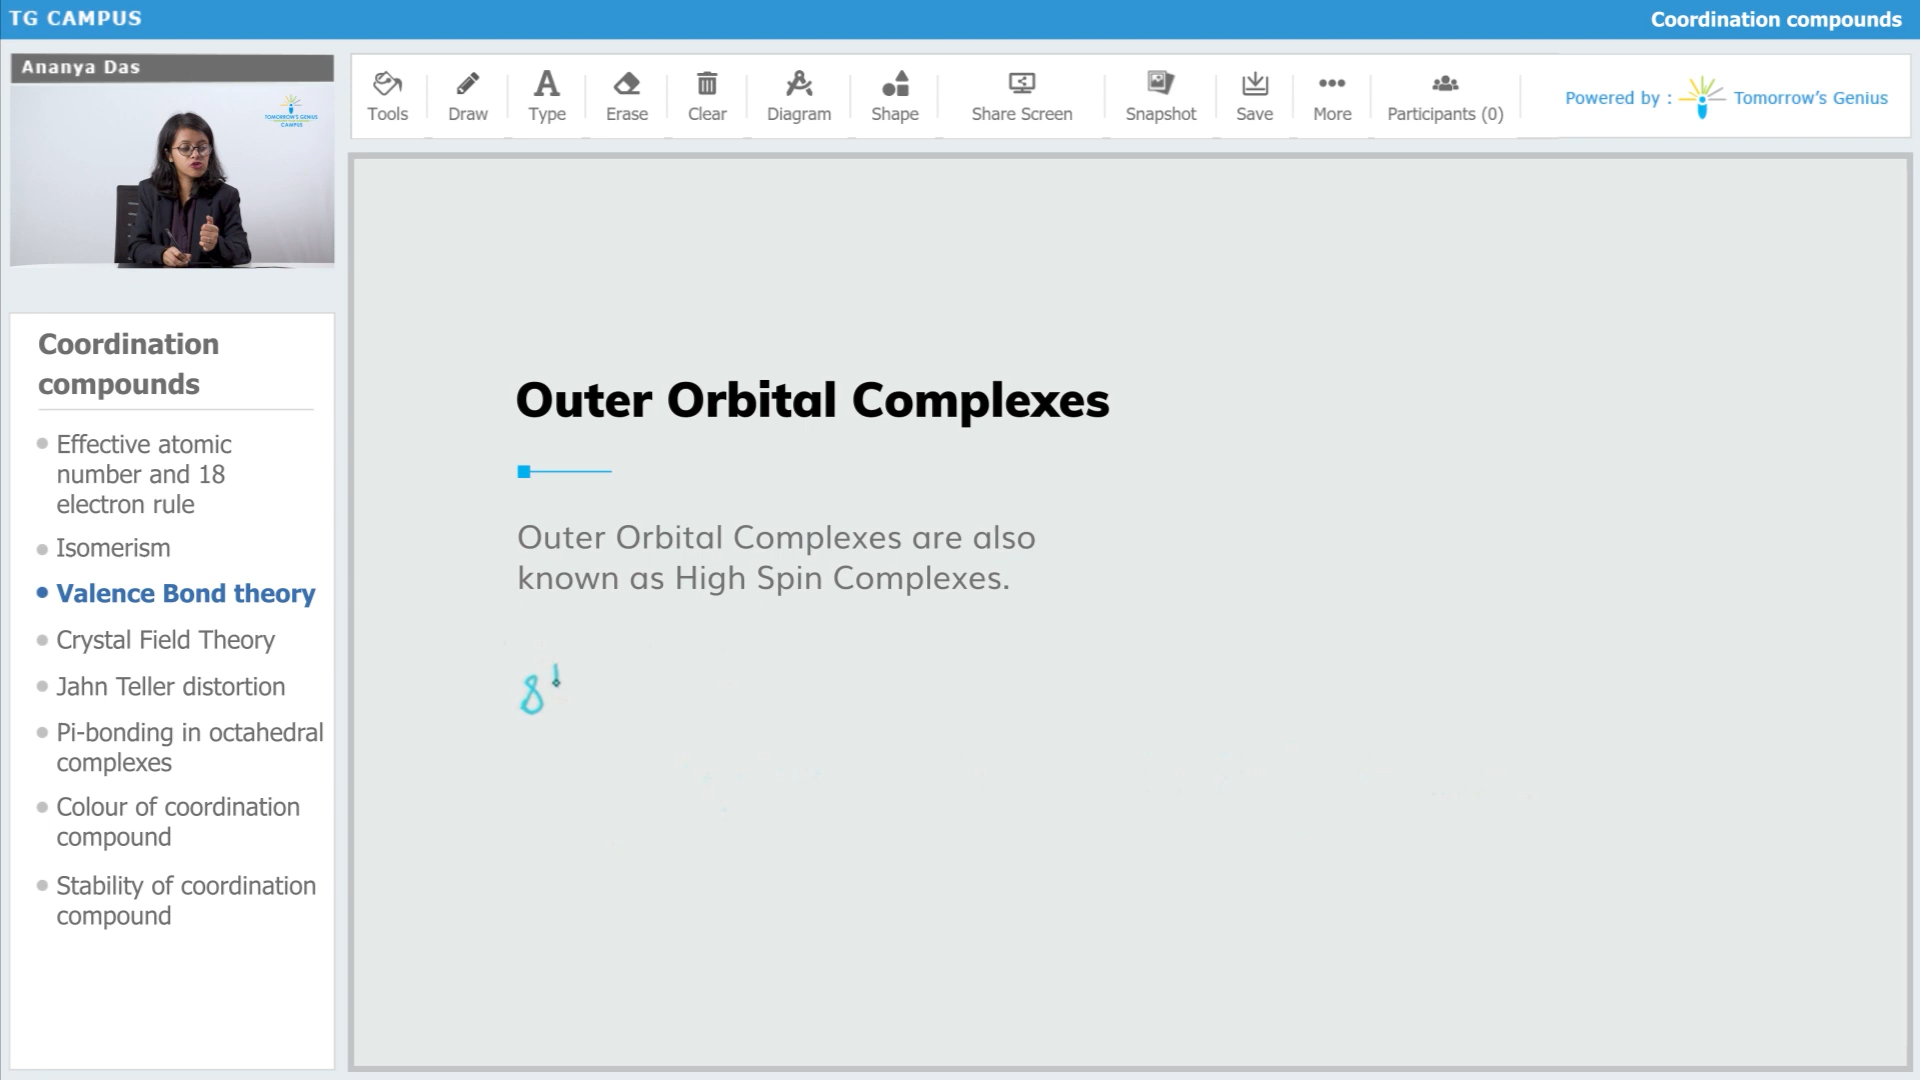 TG CAMPUS
Coordination compounds
Ananya Das
TOMORROW'S GENIUS
CAMPUS
Tools
Draw
Type
Erase
Clear
Diagram
Shape
Share Screen
Snapshot
Save
More
Participants (0)
Powered by :
Tomorrow's Genius
Coordination
compounds
Effective atomic
number and 18
electron rule
Isomerism
Valence Bond theory
Crystal Field Theory
Jahn Teller distortion
Pi-bonding in octahedral
complexes
Colour of coordination
compound
Stability of coordination
compound
Outer Orbital Complexes
Outer Orbital Complexes are also
known as High Spin Complexes.